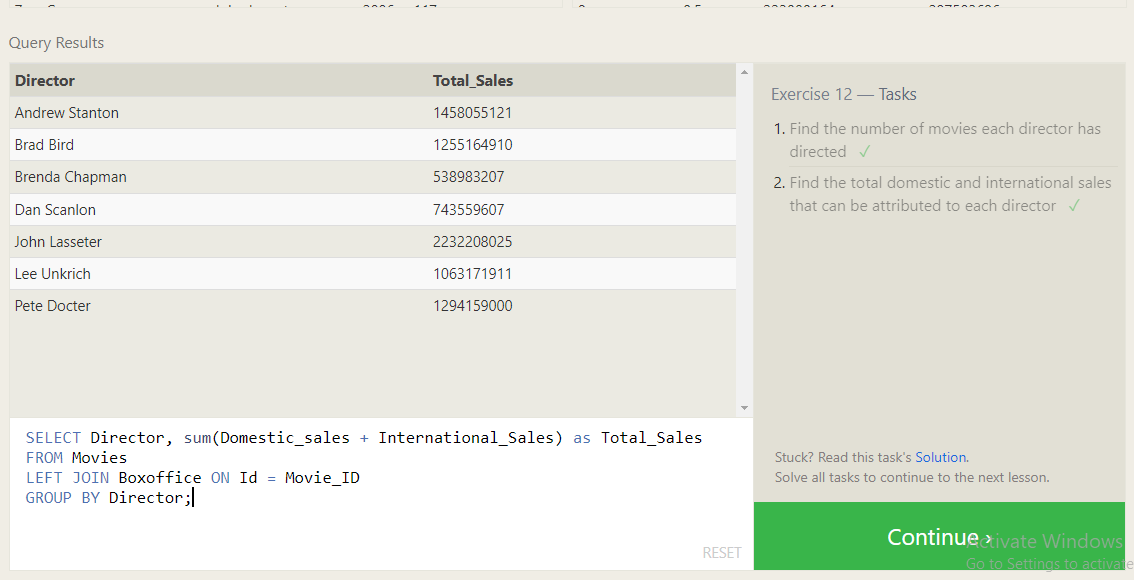 Query Results
Director Total_Sales
Andrew Stanton 1458055121
Brad Bird 1255164910
Brenda Chapman 538983207
Dan Scanlon 743559607
John Lasseter 2232208025
Lee Unkrich 1063171911
Pete Docter 1294159000
SELECT Director, sum(Domestic_sales + International_Sales) as Total_Sales
FROM Movies
LEFT JOIN Boxoffice ON Id = Movie_ID
GROUP BY Director;
RESET
Exercise 12 — Tasks
1. Find the number of movies each director has
directed ✓
2. Find the total domestic and international sales
that can be attributed to each director ✓
Stuck? Read this task's Solution.
Solve all tasks to continue to the next lesson.
Continue ›
Activate Windows
Go to Settings to activate